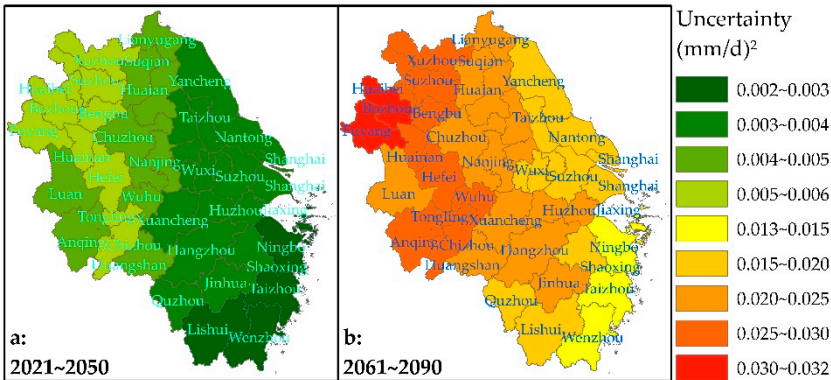 Lianyugang
Xuzhou Suqian
Suzhou Yancheng
Huaibei Huaian
Bozhou Bengbu
Fuyang Taizhou
Chuzhou Nantong
Huainan Nanjing Shanghai
Hefei Wuxi Suzhou
Luan Wuhu Shanghai
Tongling Xuancheng Huzhou Jiaxing
Anqing Chizhou Hangzhou Ningbo
Huangshan Shaoxing
Jinhua Taizhou
Quzhou
Lishui Wenzhou
a:
2021~2050
Lianyugang
Xuzhou Suqian
Suzhou Yancheng
Huaibei Huaian
Bozhou Bengbu
Fuyang Taizhou
Chuzhou Nantong
Huainan Nanjing Shanghai
Hefei Wuxi Suzhou
Luan Wuhu Shanghai
Tongling Xuancheng Huzhou Jiaxing
Anqing Chizhou Hangzhou Ningbo
Huangshan Shaoxing
Jinhua Taizhou
Quzhou
Lishui Wenzhou
b:
2061~2090
Uncertainty
(mm/d)²
0.002~0.003
0.003~0.004
0.004~0.005
0.005~0.006
0.013~0.015
0.015~0.020
0.020~0.025
0.025~0.030
0.030~0.032